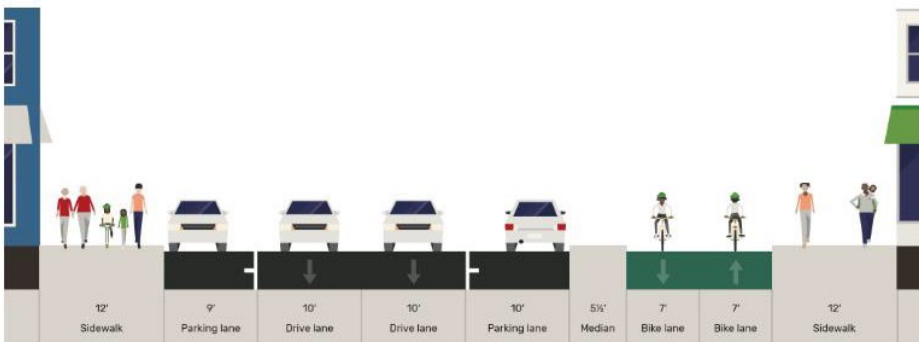 12' 9' 10' 10' 10' 5½' 7' 7' 12'
Sidewalk Parking lane Drive lane Drive lane Parking lane Median Bike lane Bike lane Sidewalk